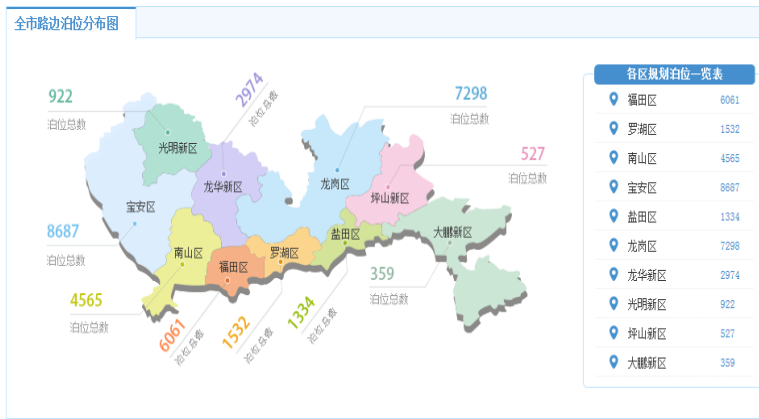 全市路边泊位分布图
922
泊位总数
2974
泊位总数
7298
泊位总数
527
泊位总数
光明新区
龙华新区
龙岗区
坪山新区
宝安区
8687
泊位总数
南山区
福田区
罗湖区
盐田区
大鹏新区
4565
泊位总数
6061
泊位总数
1532
泊位总数
1334
泊位总数
359
泊位总数
各区规划泊位一览表
福田区 6061
罗湖区 1532
南山区 4565
宝安区 8687
盐田区 1334
龙岗区 7298
龙华新区 2974
光明新区 922
坪山新区 527
大鹏新区 359